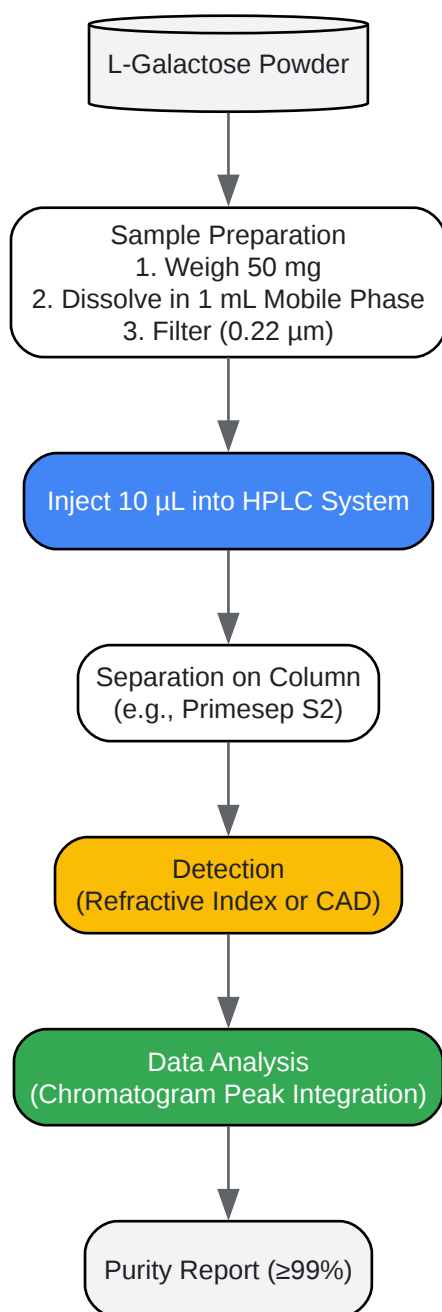 L-Galactose Powder
Sample Preparation
1. Weigh 50 mg
2. Dissolve in 1 mL Mobile Phase
3. Filter (0.22 µm)
Inject 10 µL into HPLC System
Separation on Column
(e.g., Primesep S2)
Detection
(Refractive Index or CAD)
Data Analysis
(Chromatogram Peak Integration)
Purity Report (≥99%)